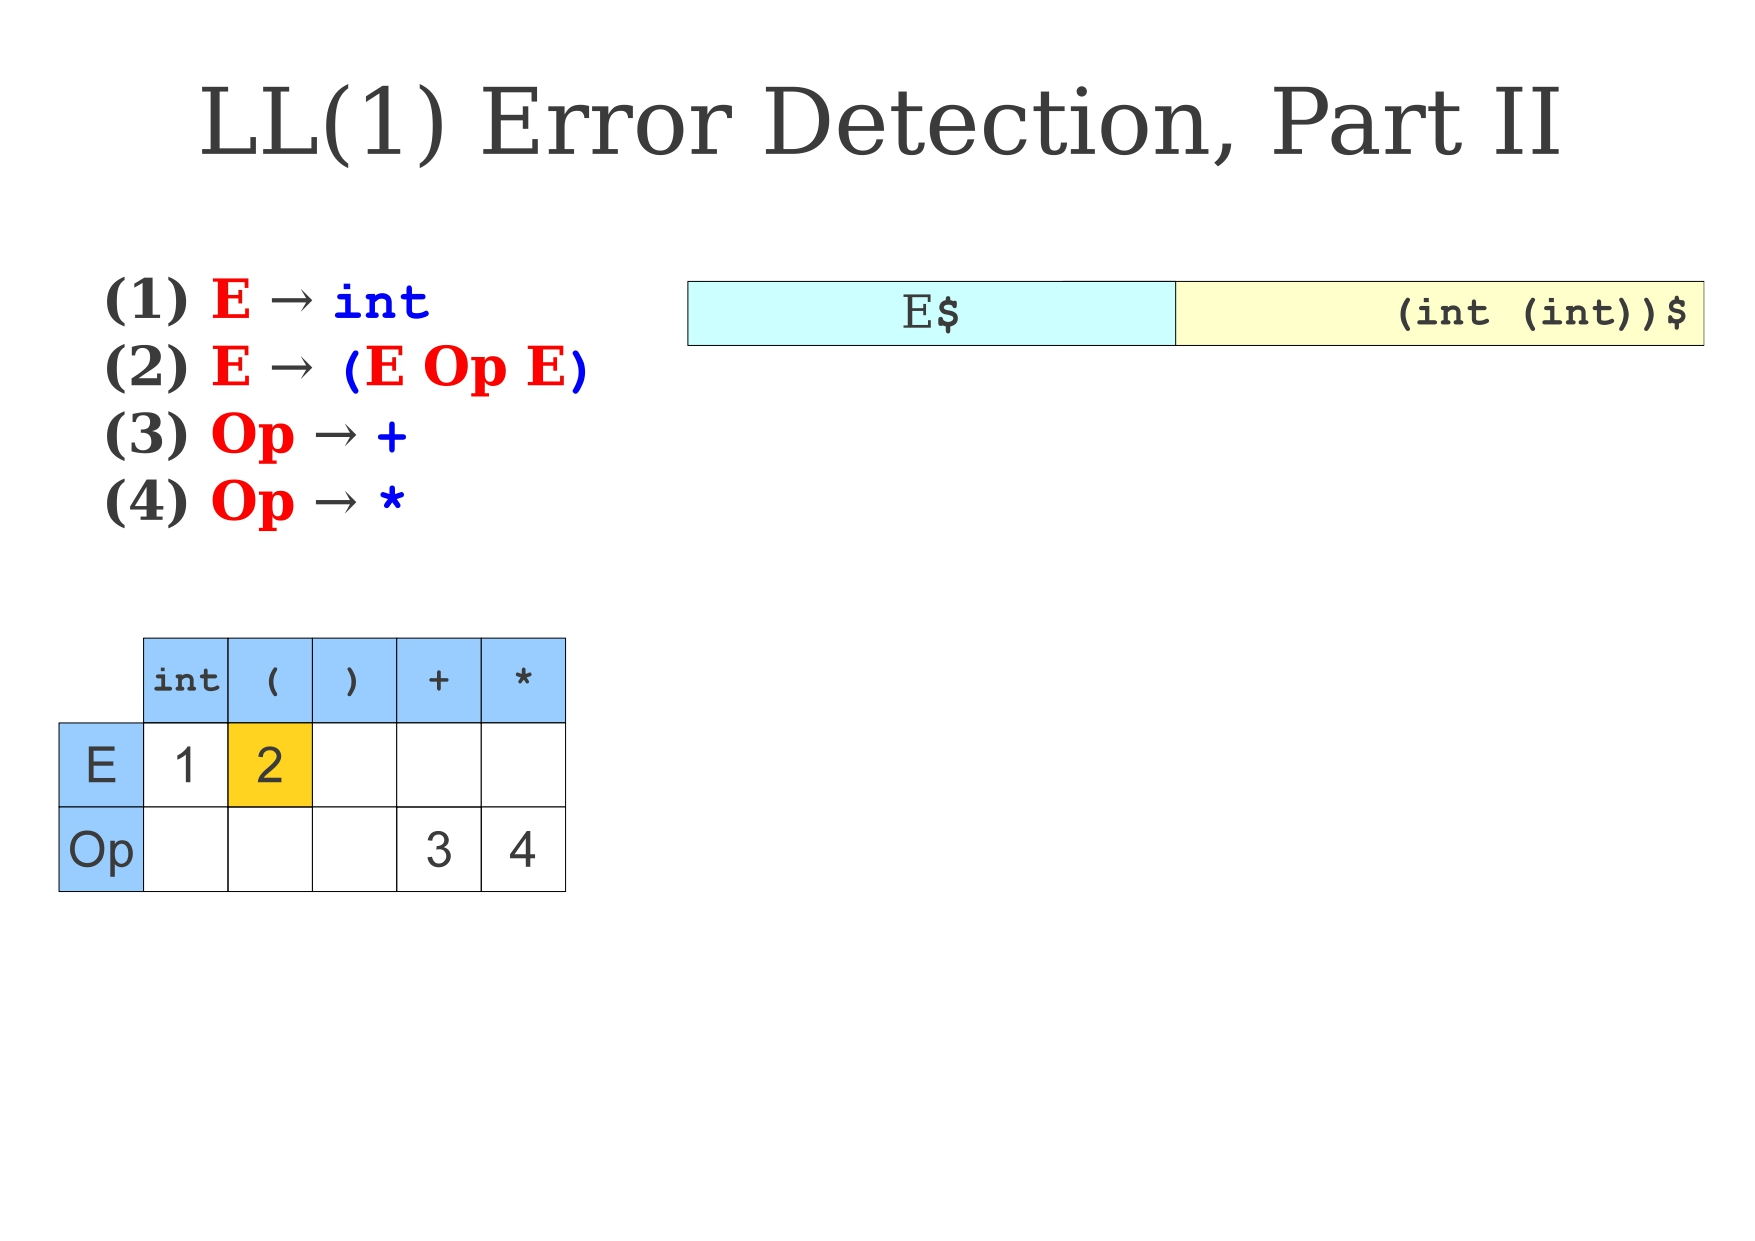 LL(1) Error Detection, Part II
(1) E → int
(2) E → (E Op E)
(3) Op → +
(4) Op → *
E$ (int (int))$
int ( ) + *
E 1 2
Op 3 4